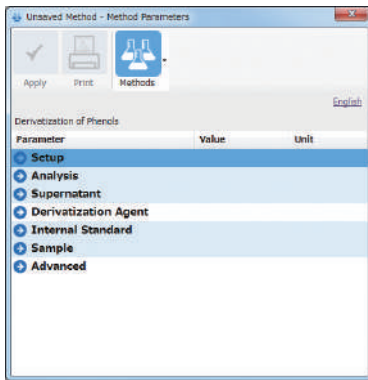 Unsaved Method - Method Parameters
Apply Print Methods
English
Derivatization of Phenols
Parameter Value Unit
Setup
Analysis
Supernatant
Derivatization Agent
Internal Standard
Sample
Advanced